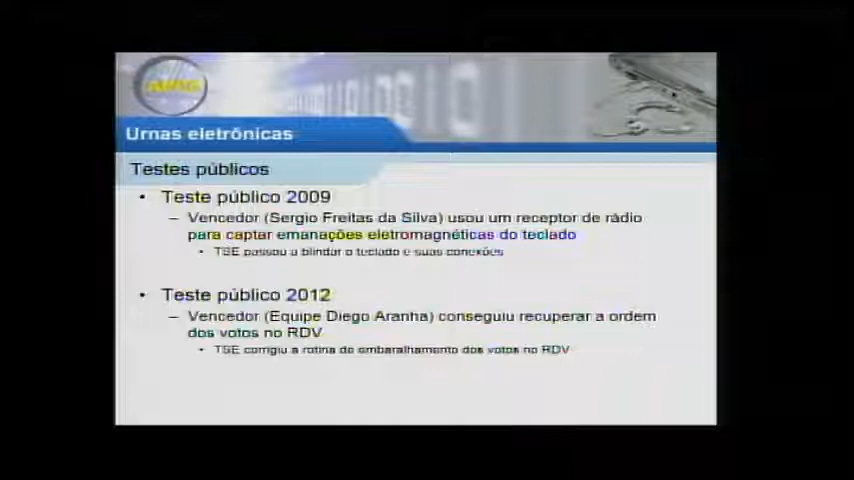 Urnas eletrônicas
Testes públicos
• Teste público 2009
– Vencedor (Sergio Freitas da Silva) usou um receptor de rádio
para captar emanações eletromagnéticas do teclado
• TSE passou a blindar o teclado e suas conexões
• Teste público 2012
– Vencedor (Equipe Diego Aranha) conseguiu recuperar a ordem
dos votos no RDV
• TSE corrigiu a rotina de embaralhamento dos votos no RDV